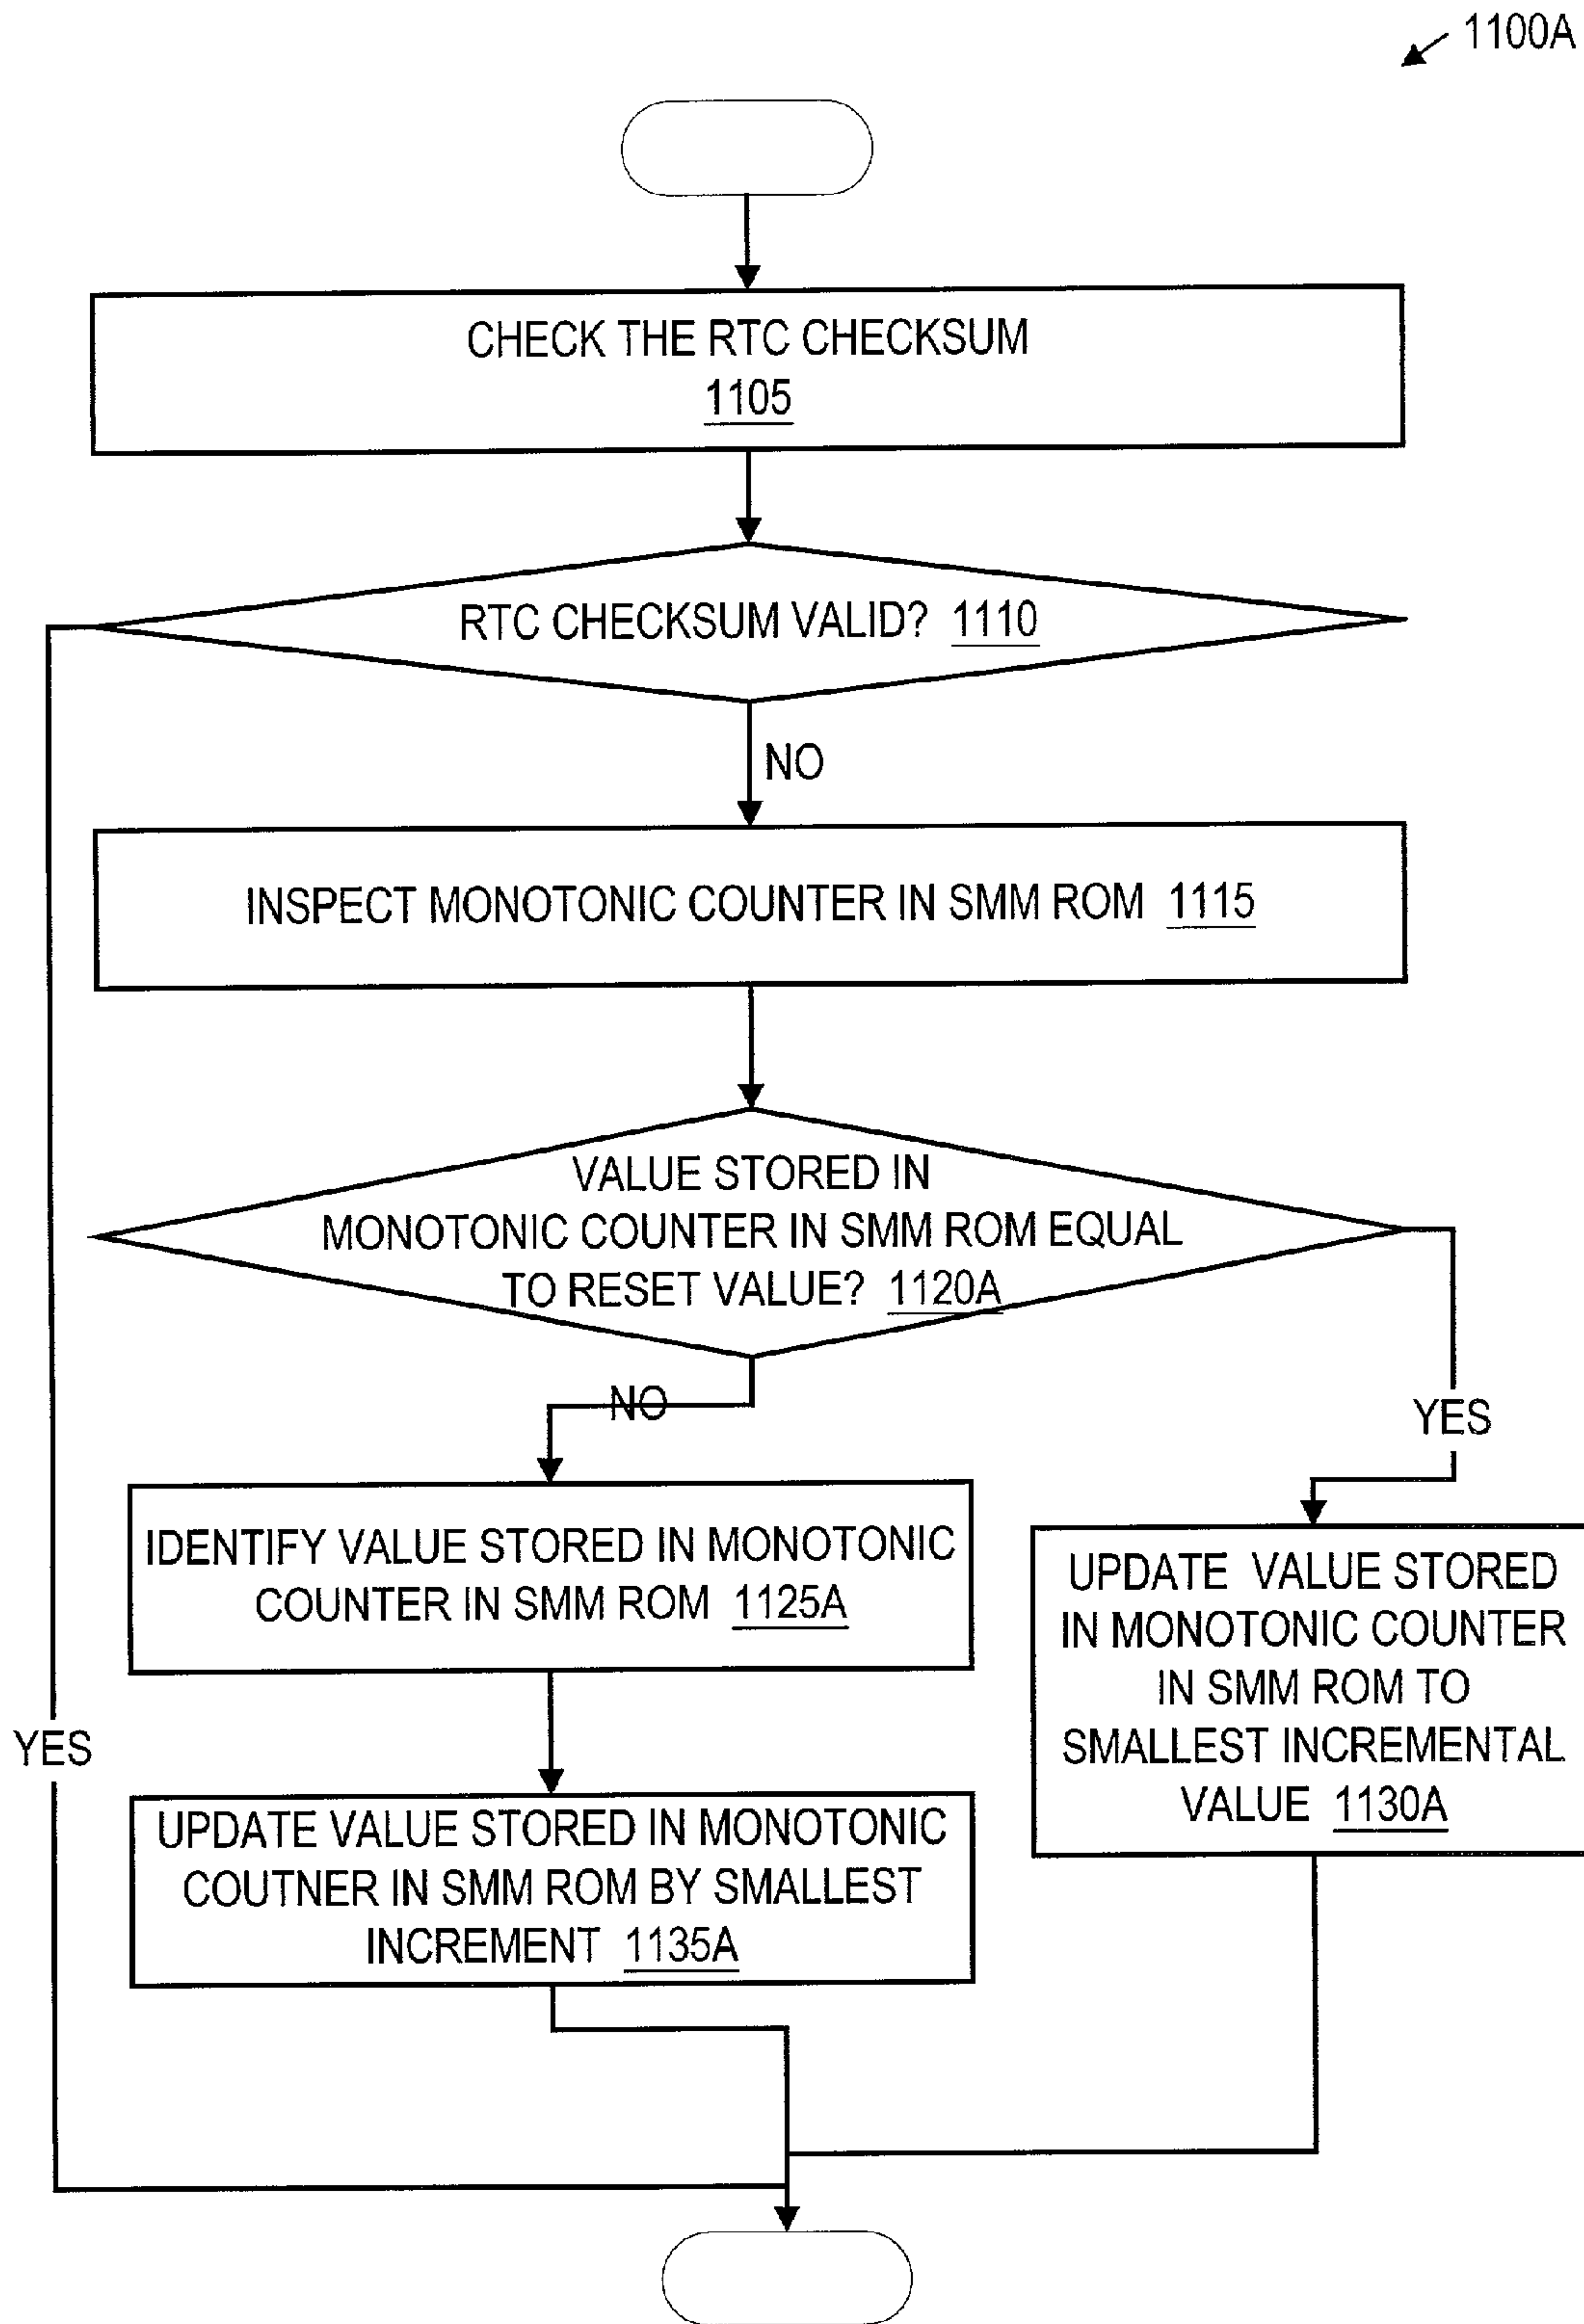 1100A
CHECK THE RTC CHECKSUM
1105
RTC CHECKSUM VALID? 1110
NO
INSPECT MONOTONIC COUNTER IN SMM ROM 1115
VALUE STORED IN
MONOTONIC COUNTER IN SMM ROM EQUAL
TO RESET VALUE? 1120A
NO
YES
IDENTIFY VALUE STORED IN MONOTONIC
COUNTER IN SMM ROM 1125A
UPDATE VALUE STORED
IN MONOTONIC COUNTER
IN SMM ROM TO
SMALLEST INCREMENTAL
VALUE 1130A
YES
UPDATE VALUE STORED IN MONOTONIC
COUTNER IN SMM ROM BY SMALLEST
INCREMENT 1135A